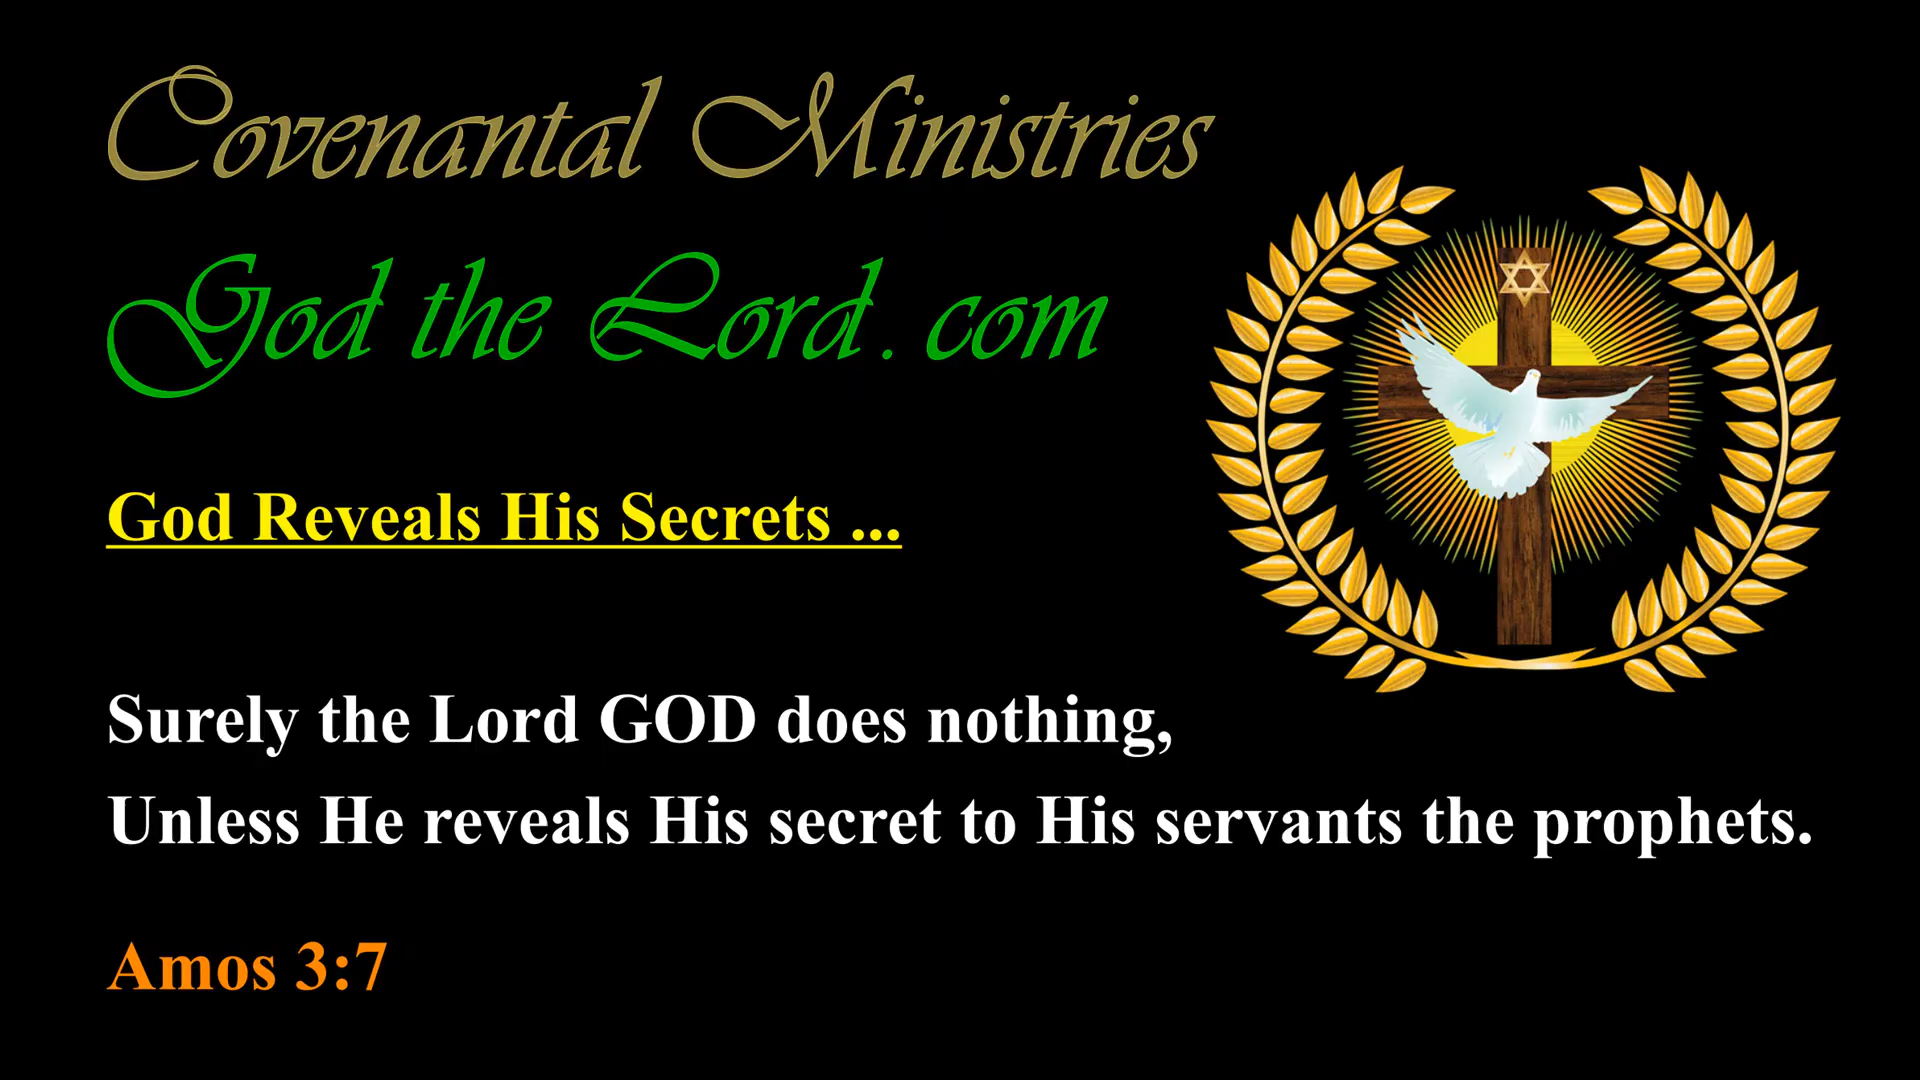 Covenantal Ministries
God the Lord . com
God Reveals His Secrets ...
Surely the Lord GOD does nothing,
Unless He reveals His secret to His servants the prophets.
Amos 3:7